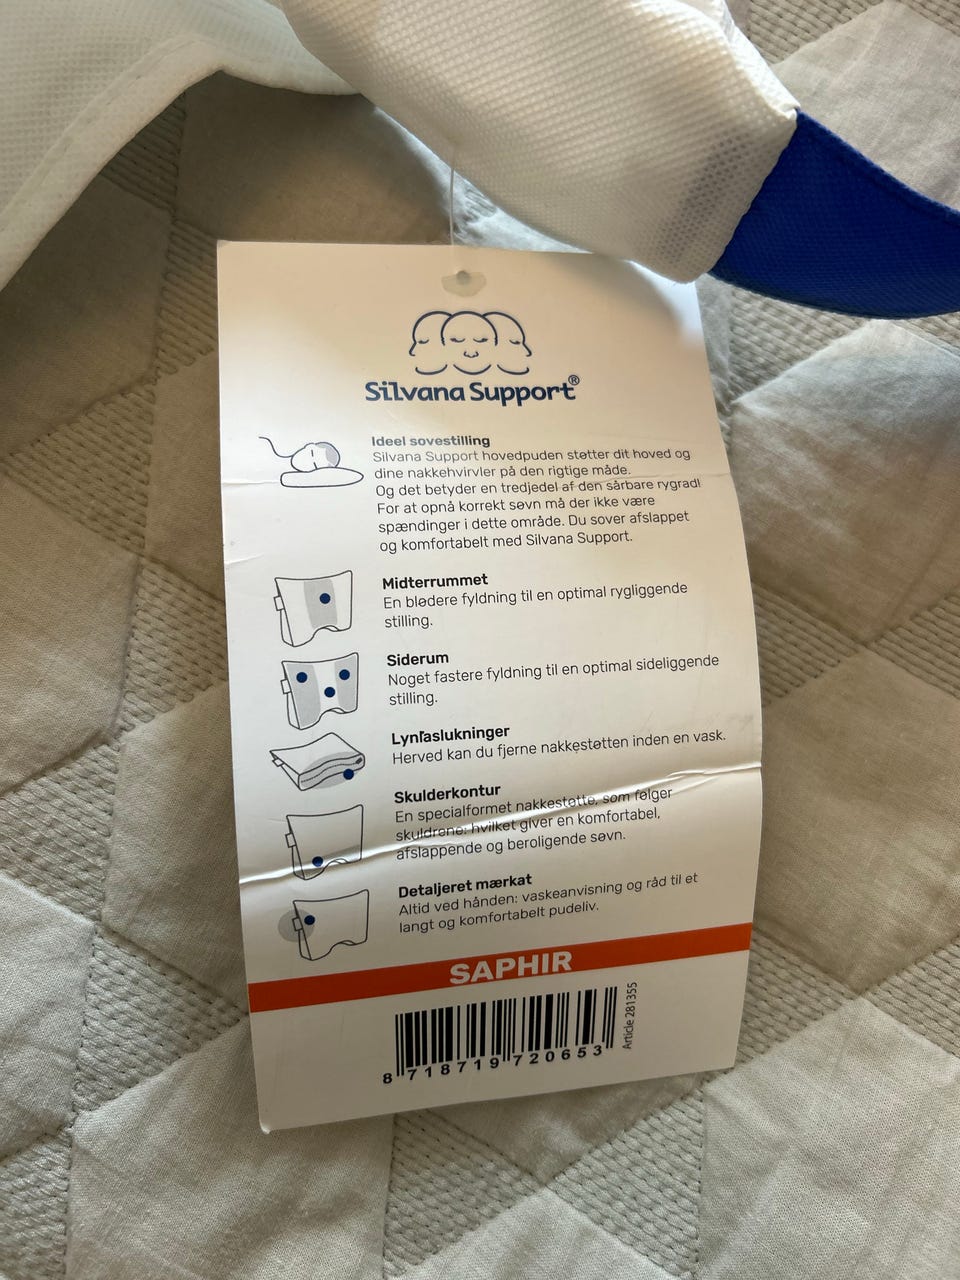 Silvana Support®
Ideel sovestilling
Silvana Support hovedpuden støtter dit hoved og
dine nakkehvirvler på den rigtige måde.
Og det betyder en tredjedel af den sårbare rygrad!
For at opnå korrekt søvn må der ikke være
spændinger i dette område. Du sover afslappet
og komfortabelt med Silvana Support.
Midterrummet
En blødere fyldning til en optimal rygliggende
stilling.
Siderum
Noget fastere fyldning til en optimal sideliggende
stilling.
Lynlaslukninger
Herved kan du fjerne nakkestøtten inden en vask.
Skulderkontur
En specialformet nakkestøtte, som følger
skuldrene: hvilket giver en komfortabel,
afslappende og beroligende søvn.
Detaljeret mærkat
Altid ved hånden: vaskeanvisning og råd til et
langt og komfortabelt pudeliv.
SAPHIR
Article 281355
8 718719 720653